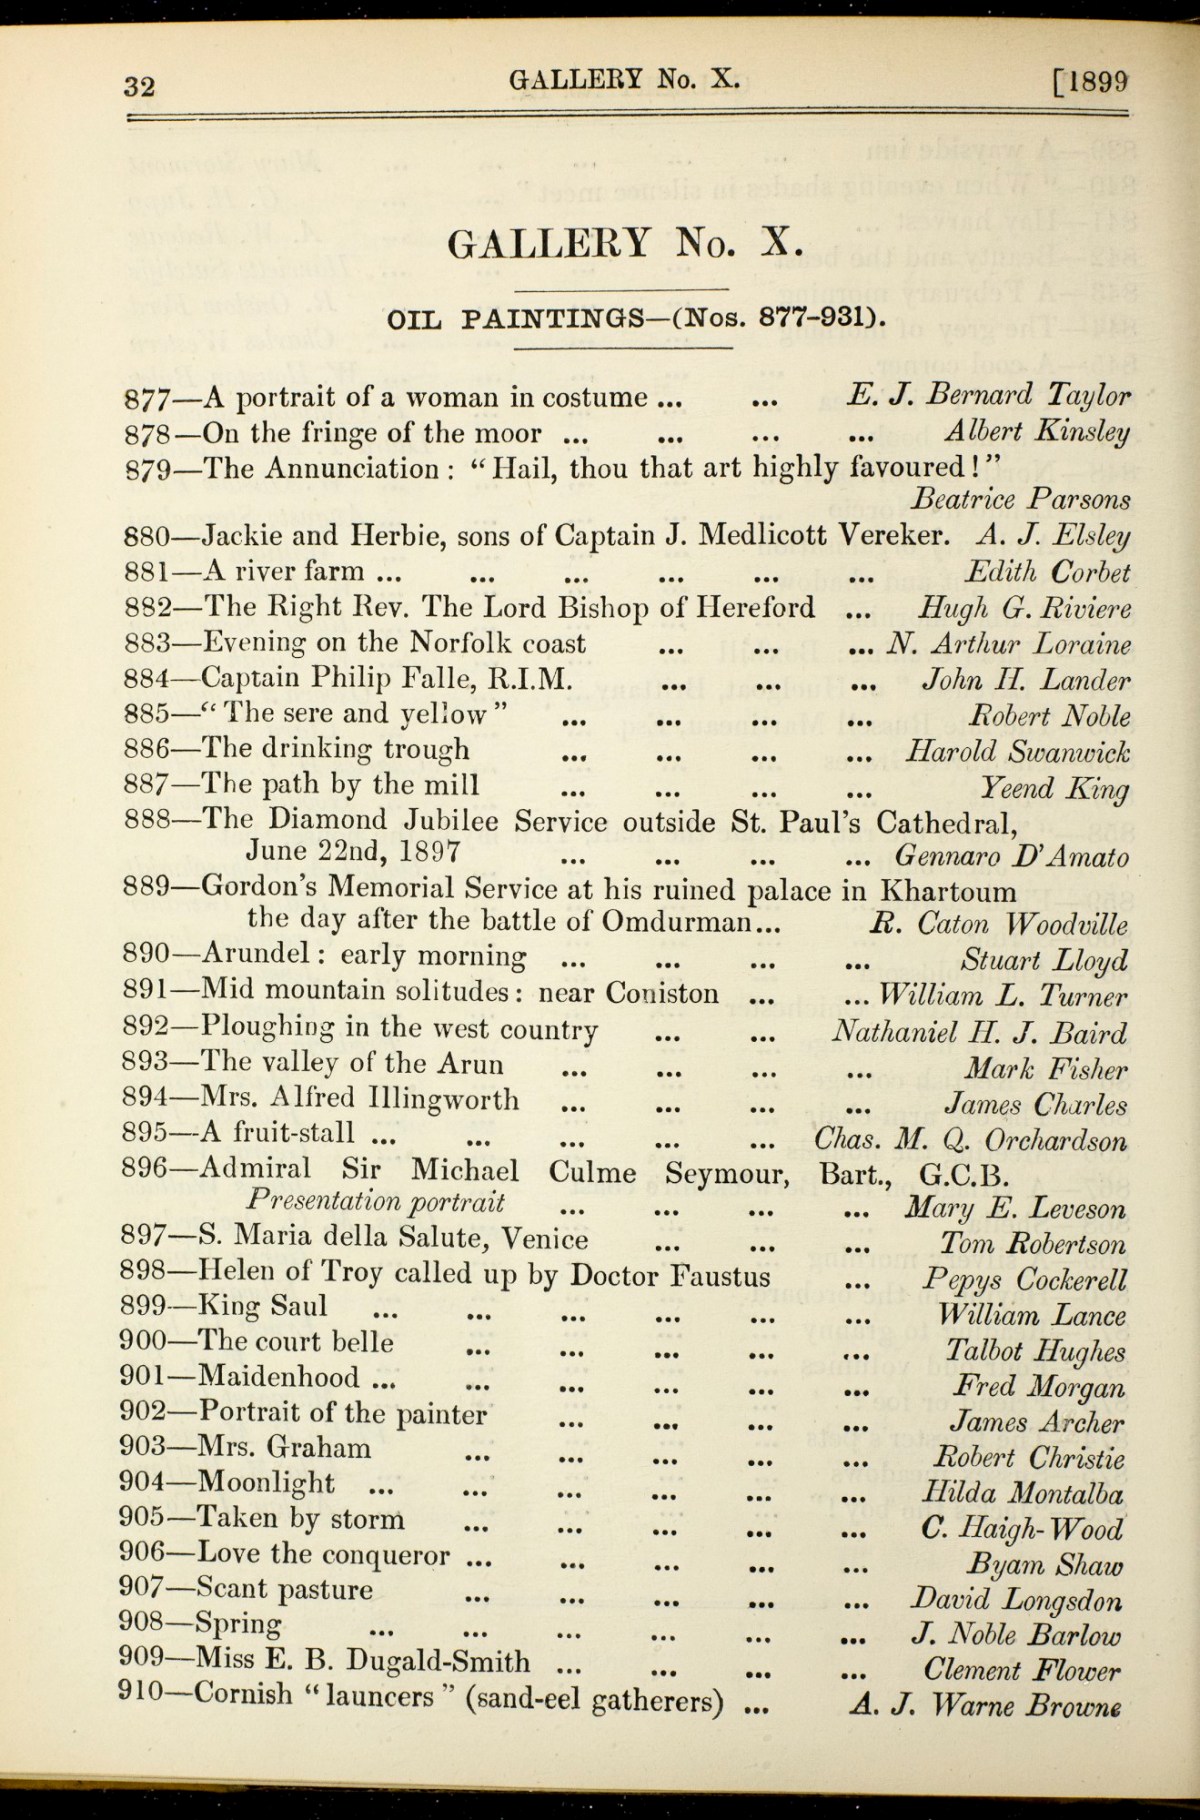 32 GALLERY No. X. [1899
GALLERY No. X.
OIL PAINTINGS—(Nos. 877-931).
877—A portrait of a woman in costume ... ... E. J. Bernard Taylor
878—On the fringe of the moor ... ... ... ... Albert Kinsley
879—The Annunciation : “Hail, thou that art highly favoured!”
Beatrice Parsons
880—Jackie and Herbie, sons of Captain J. Medlicott Vereker. A. J. Elsley
881—A river farm ... ... ... ... ... ... Edith Corbet
882—The Right Rev. The Lord Bishop of Hereford ... Hugh G. Riviere
883—Evening on the Norfolk coast ... ... ... N. Arthur Loraine
884—Captain Philip Falle, R.I.M. ... ... ... John H. Lander
885—“The sere and yellow” ... ... ... ... Robert Noble
886—The drinking trough ... ... ... ... Harold Swanwick
887—The path by the mill ... ... ... ... Yeend King
888—The Diamond Jubilee Service outside St. Paul's Cathedral,
June 22nd, 1897 ... ... ... ... Gennaro D'Amato
889—Gordon's Memorial Service at his ruined palace in Khartoum
the day after the battle of Omdurman... R. Caton Woodville
890—Arundel : early morning ... ... ... ... Stuart Lloyd
891—Mid mountain solitudes : near Coniston ... ... William L. Turner
892—Ploughing in the west country ... ... Nathaniel H. J. Baird
893—The valley of the Arun ... ... ... ... Mark Fisher
894—Mrs. Alfred Illingworth ... ... ... ... James Charles
895—A fruit-stall ... ... ... ... ... Chas. M. Q. Orchardson
896—Admiral Sir Michael Culme Seymour, Bart., G.C.B.
Presentation portrait ... ... ... ... Mary E. Leveson
897—S. Maria della Salute, Venice ... ... ... Tom Robertson
898—Helen of Troy called up by Doctor Faustus ... Pepys Cockerell
899—King Saul ... ... ... ... ... ... William Lance
900—The court belle ... ... ... ... ... Talbot Hughes
901—Maidenhood ... ... ... ... ... ... Fred Morgan
902—Portrait of the painter ... ... ... ... James Archer
903—Mrs. Graham ... ... ... ... ... Robert Christie
904—Moonlight ... ... ... ... ... ... Hilda Montalba
905—Taken by storm ... ... ... ... ... C. Haigh-Wood
906—Love the conqueror ... ... ... ... ... Byam Shaw
907—Scant pasture ... ... ... ... ... David Longsdon
908—Spring ... ... ... ... ... ... J. Noble Barlow
909—Miss E. B. Dugald-Smith ... ... ... ... Clement Flower
910—Cornish “launcers” (sand-eel gatherers) ... A. J. Warne Browne